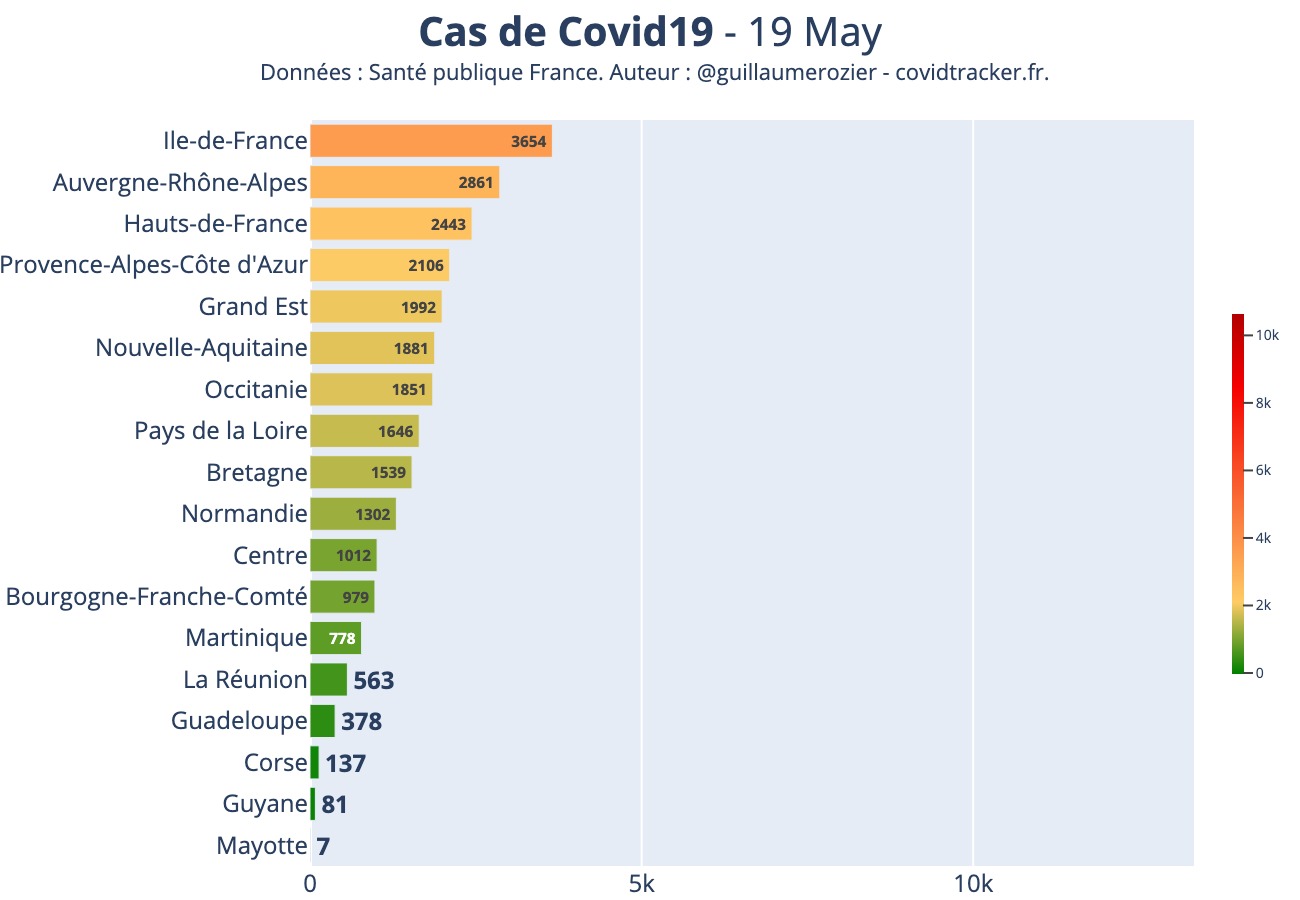 Cas de Covid19 - 19 May
Données : Santé publique France. Auteur : @guillaumerozier - covidtracker.fr.
Ile-de-France 3654
Auvergne-Rhône-Alpes 2861
Hauts-de-France 2443
Provence-Alpes-Côte d'Azur 2106
Grand Est 1992
Nouvelle-Aquitaine 1881
Occitanie 1851
Pays de la Loire 1646
Bretagne 1539
Normandie 1302
Centre 1012
Bourgogne-Franche-Comté 979
Martinique 778
La Réunion 563
Guadeloupe 378
Corse 137
Guyane 81
Mayotte 7
0 5k 10k
10k
8k
6k
4k
2k
0